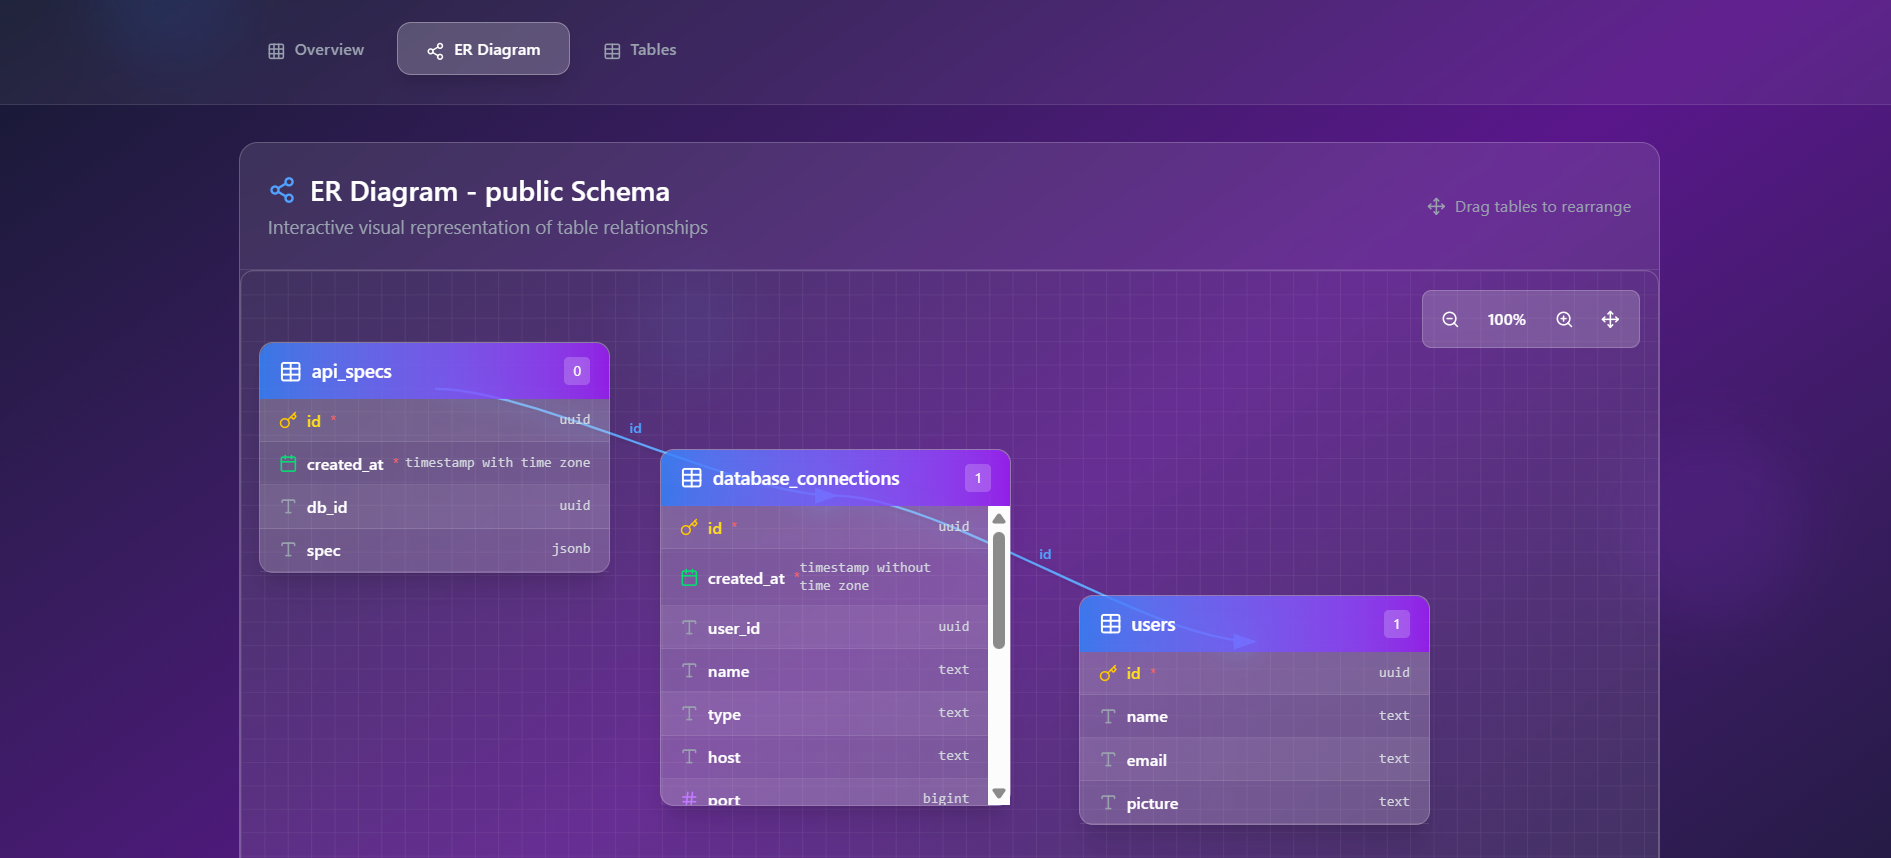 Overview
ER Diagram
Tables
ER Diagram - public Schema
Interactive visual representation of table relationships
Drag tables to rearrange
100%
api_specs
0
id *
uuid
created_at *
timestamp with time zone
db_id
uuid
spec
jsonb
id
database_connections
1
id *
uuid
created_at *
timestamp without
time zone
user_id
uuid
name
text
type
text
host
text
port
bigint
id
users
1
id *
uuid
name
text
email
text
picture
text